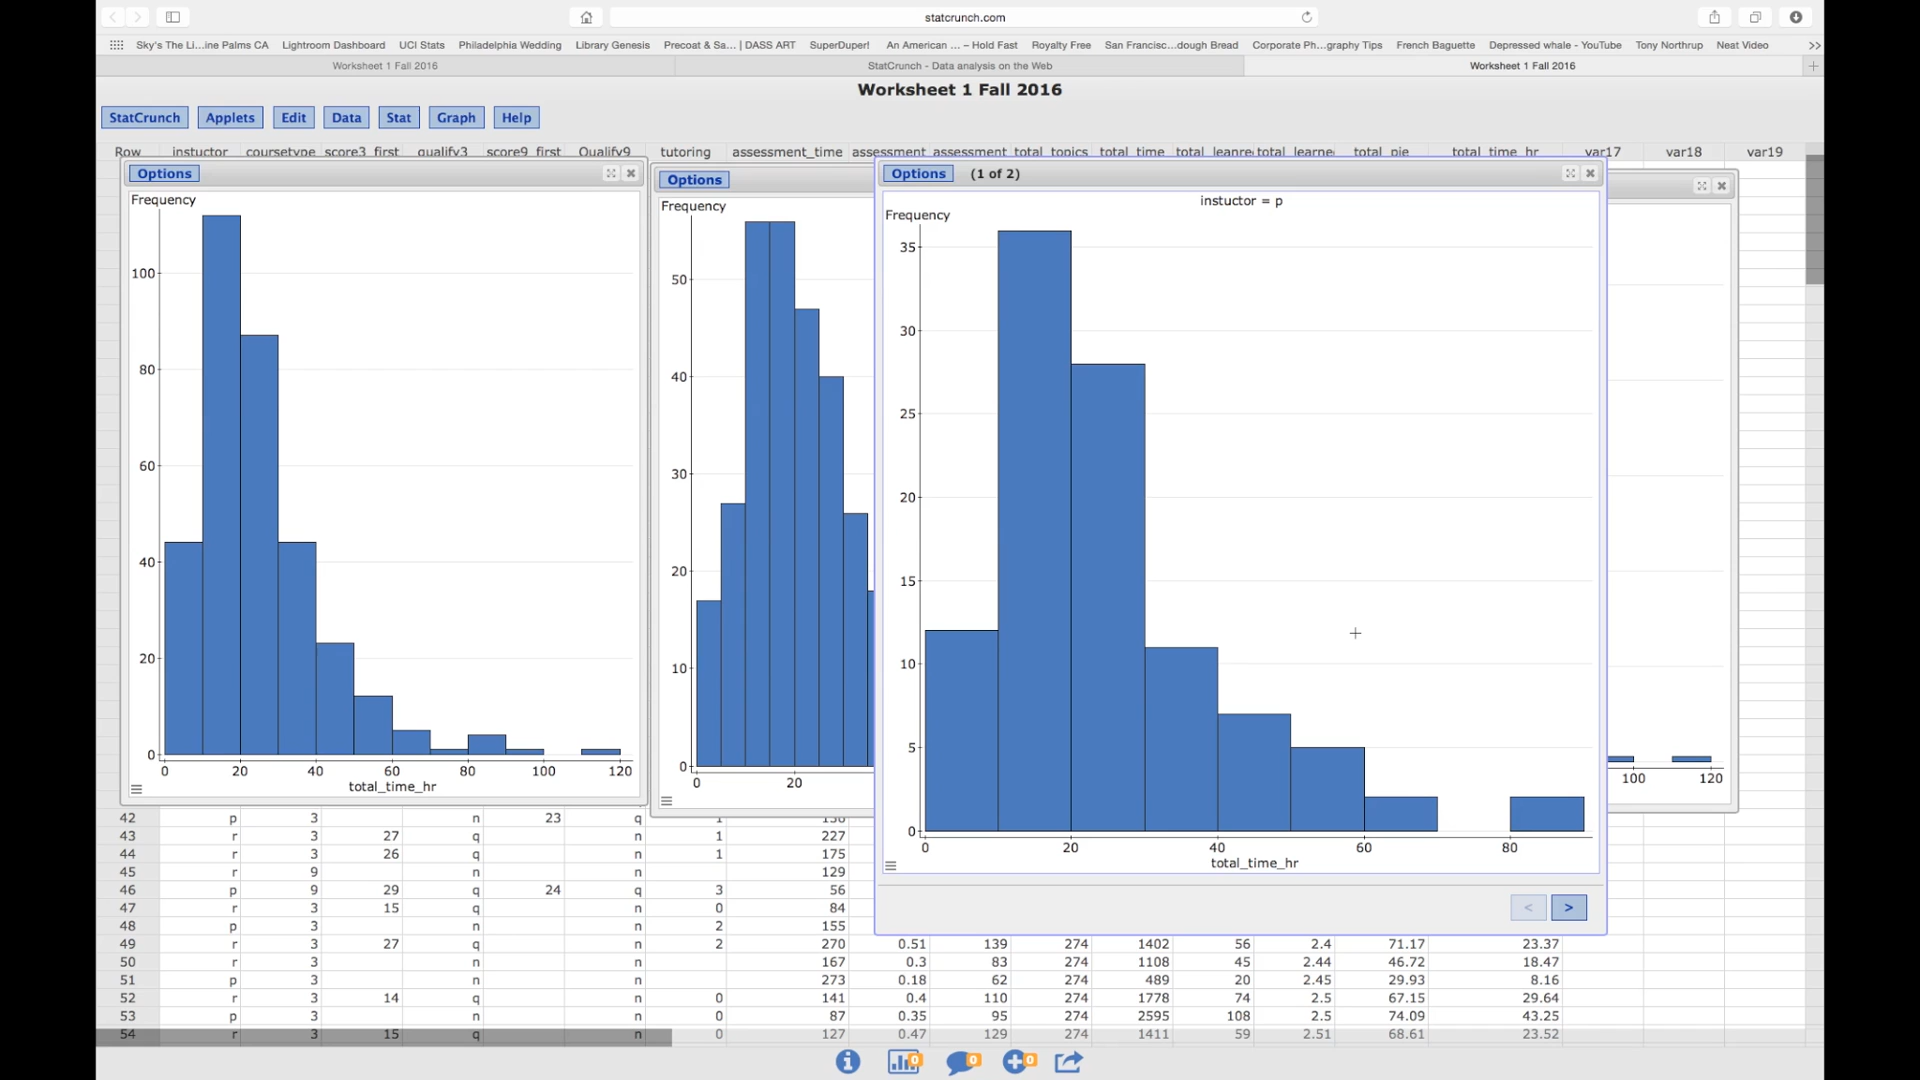 statcrunch.com
Sky's The Li...ine Palms CA Lightroom Dashboard UCI Stats Philadelphia Wedding Library Genesis Precoat & Sa... | DASS ART SuperDuper! An American ... – Hold Fast Royalty Free San Francisc...dough Bread Corporate Ph...graphy Tips French Baguette Depressed whale - YouTube Tony Northrup Neat Video >>
Worksheet 1 Fall 2016 StatCrunch - Data analysis on the Web Worksheet 1 Fall 2016 +
Worksheet 1 Fall 2016
StatCrunch Applets Edit Data Stat Graph Help
Row instuctor coursetype score3_first qualify3 score9_first Qualify9 tutoring assessment_time assessment assessment total_topics total_time total_leanre total_learne total_pie total_time_hr var17 var18 var19
Options
Frequency
100
80
60
40
20
0
0 20 40 60 80 100 120
total_time_hr
Options
Frequency
50
40
30
20
10
0
0 20
Options (1 of 2)
instuctor = p
Frequency
35
30
25
20
15
10
5
0
0 20 40 60 80
total_time_hr
< >
100 120
42 p 3 n 23 q 1
43 r 3 27 q n 1 227
44 r 3 26 q n 1 175
45 r 9 n n 129
46 p 9 29 q 24 q 3 56
47 r 3 15 q n 0 84
48 p 3 n n 2 155
49 r 3 27 q n 2 270 0.51 139 274 1402 56 2.4 71.17 23.37
50 r 3 n n 167 0.3 83 274 1108 45 2.44 46.72 18.47
51 p 3 n n 273 0.18 62 274 489 20 2.45 29.93 8.16
52 r 3 14 q n 0 141 0.4 110 274 1778 74 2.5 67.15 29.64
53 p 3 n n 0 87 0.35 95 274 2595 108 2.5 74.09 43.25
54 r 3 15 q n 0 127 0.47 129 274 1411 59 2.51 68.61 23.52
0 0 0